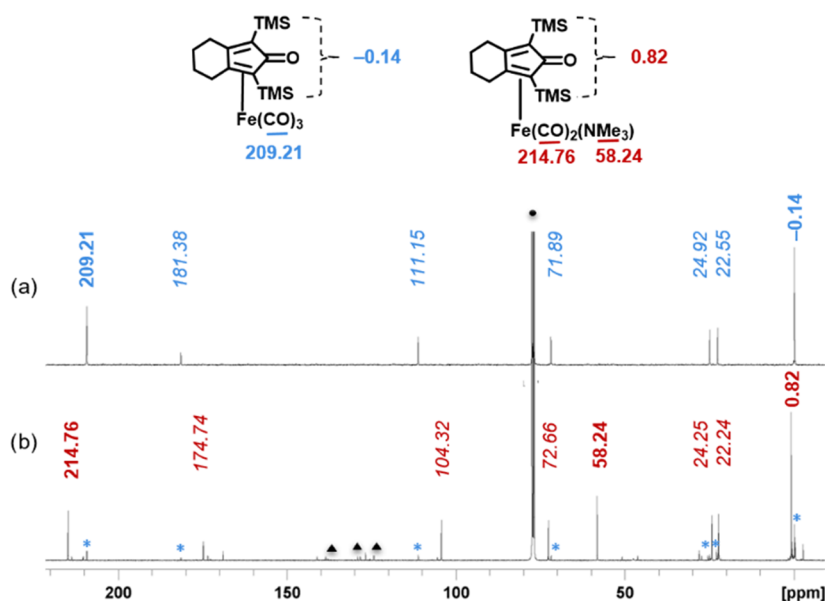 TMS
TMS
–0.14
0.82
O
O
TMS
TMS
Fe(CO)3
Fe(CO)2(NMe3)
209.21
214.76 58.24
(a)
209.21
181.38
111.15
71.89
24.92
22.55
–0.14
(b)
214.76
174.74
104.32
72.66
58.24
24.25
22.24
0.82
* * * * * * *
200 150 100 50 0 [ppm]